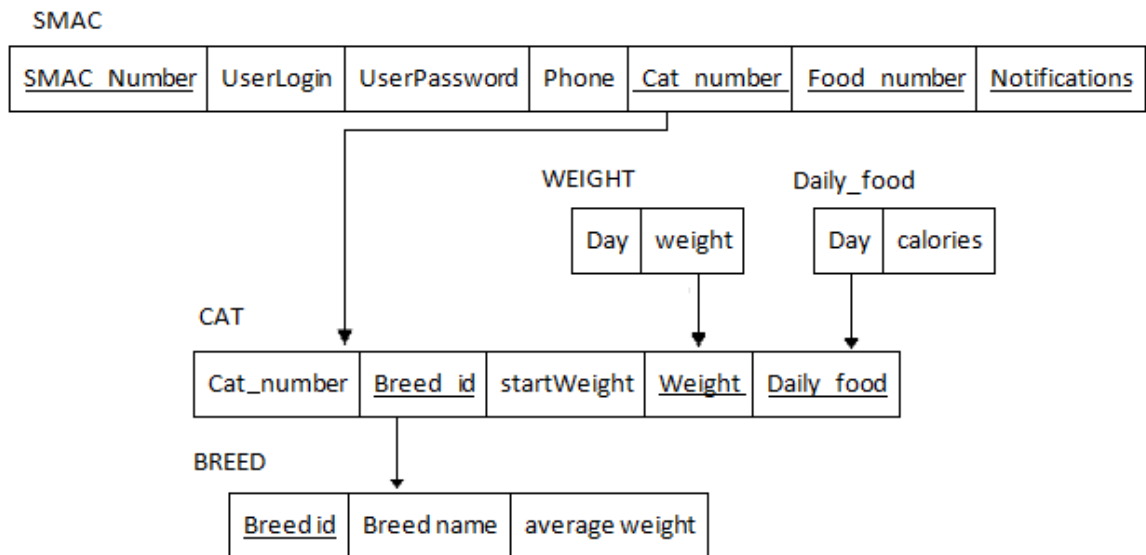 SMAC
SMAC_Number UserLogin UserPassword Phone Cat_number Food_number Notifications
WEIGHT Daily_food
Day weight Day calories
CAT
Cat_number Breed_id startWeight Weight Daily_food
BREED
Breed id Breed name average weight